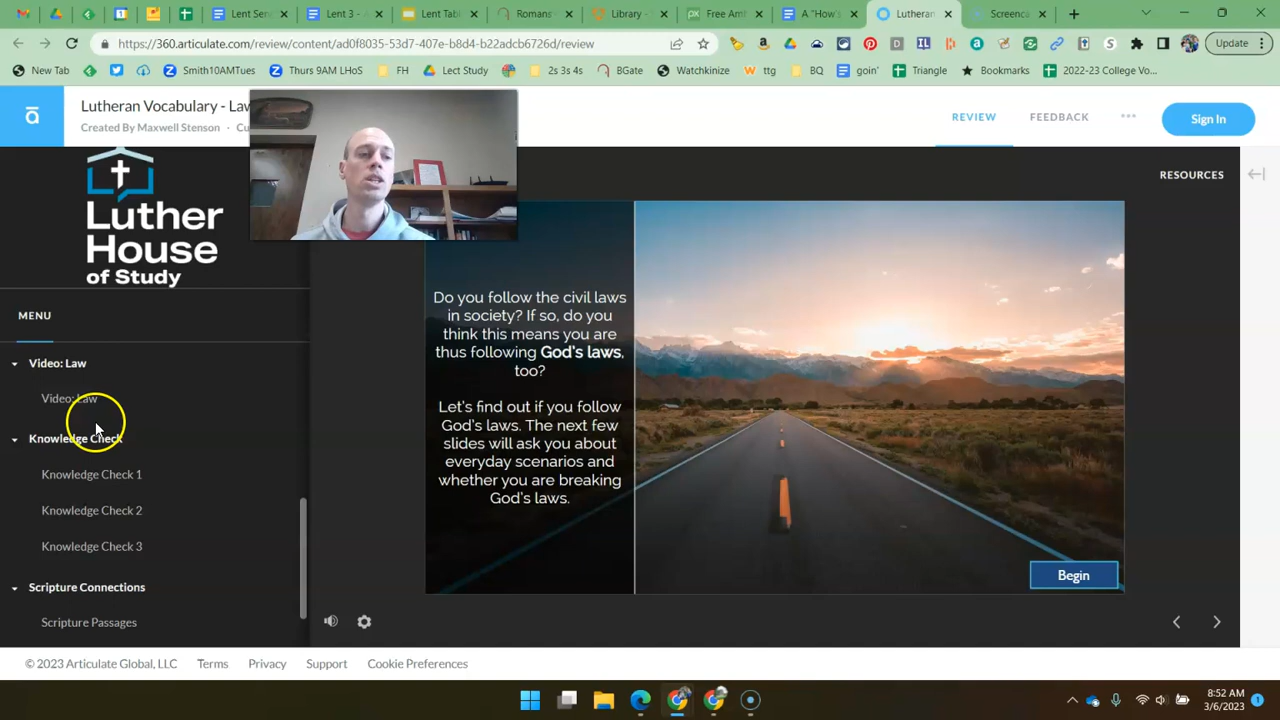 Lent Seri
Lent 3 - A
Lent Tabl
Romans
Library -
Free Amt
A "How's
Lutheran
Screenca
https://360.articulate.com/review/content/ad0f8035-53d7-407e-b8d4-b22adcb6726d/review
Update
New Tab
Smith10AMTues
Thurs 9AM LHoS
FH
Lect Study
2s 3s 4s
BGate
Watchkinize
ttg
BQ
goin'
Triangle
Bookmarks
2022-23 College Vo...
Lutheran Vocabulary - Law
Created By Maxwell Stenson
Cu
REVIEW
FEEDBACK
Sign In
Luther
House
of Study
RESOURCES
MENU
Video: Law
Video: Law
Knowledge Check
Knowledge Check 1
Knowledge Check 2
Knowledge Check 3
Scripture Connections
Scripture Passages
Do you follow the civil laws
in society? If so, do you
think this means you are
thus following God's laws,
too?
Let's find out if you follow
God's laws. The next few
slides will ask you about
everyday scenarios and
whether you are breaking
God's laws.
Begin
© 2023 Articulate Global, LLC
Terms
Privacy
Support
Cookie Preferences
8:52 AM
3/6/2023